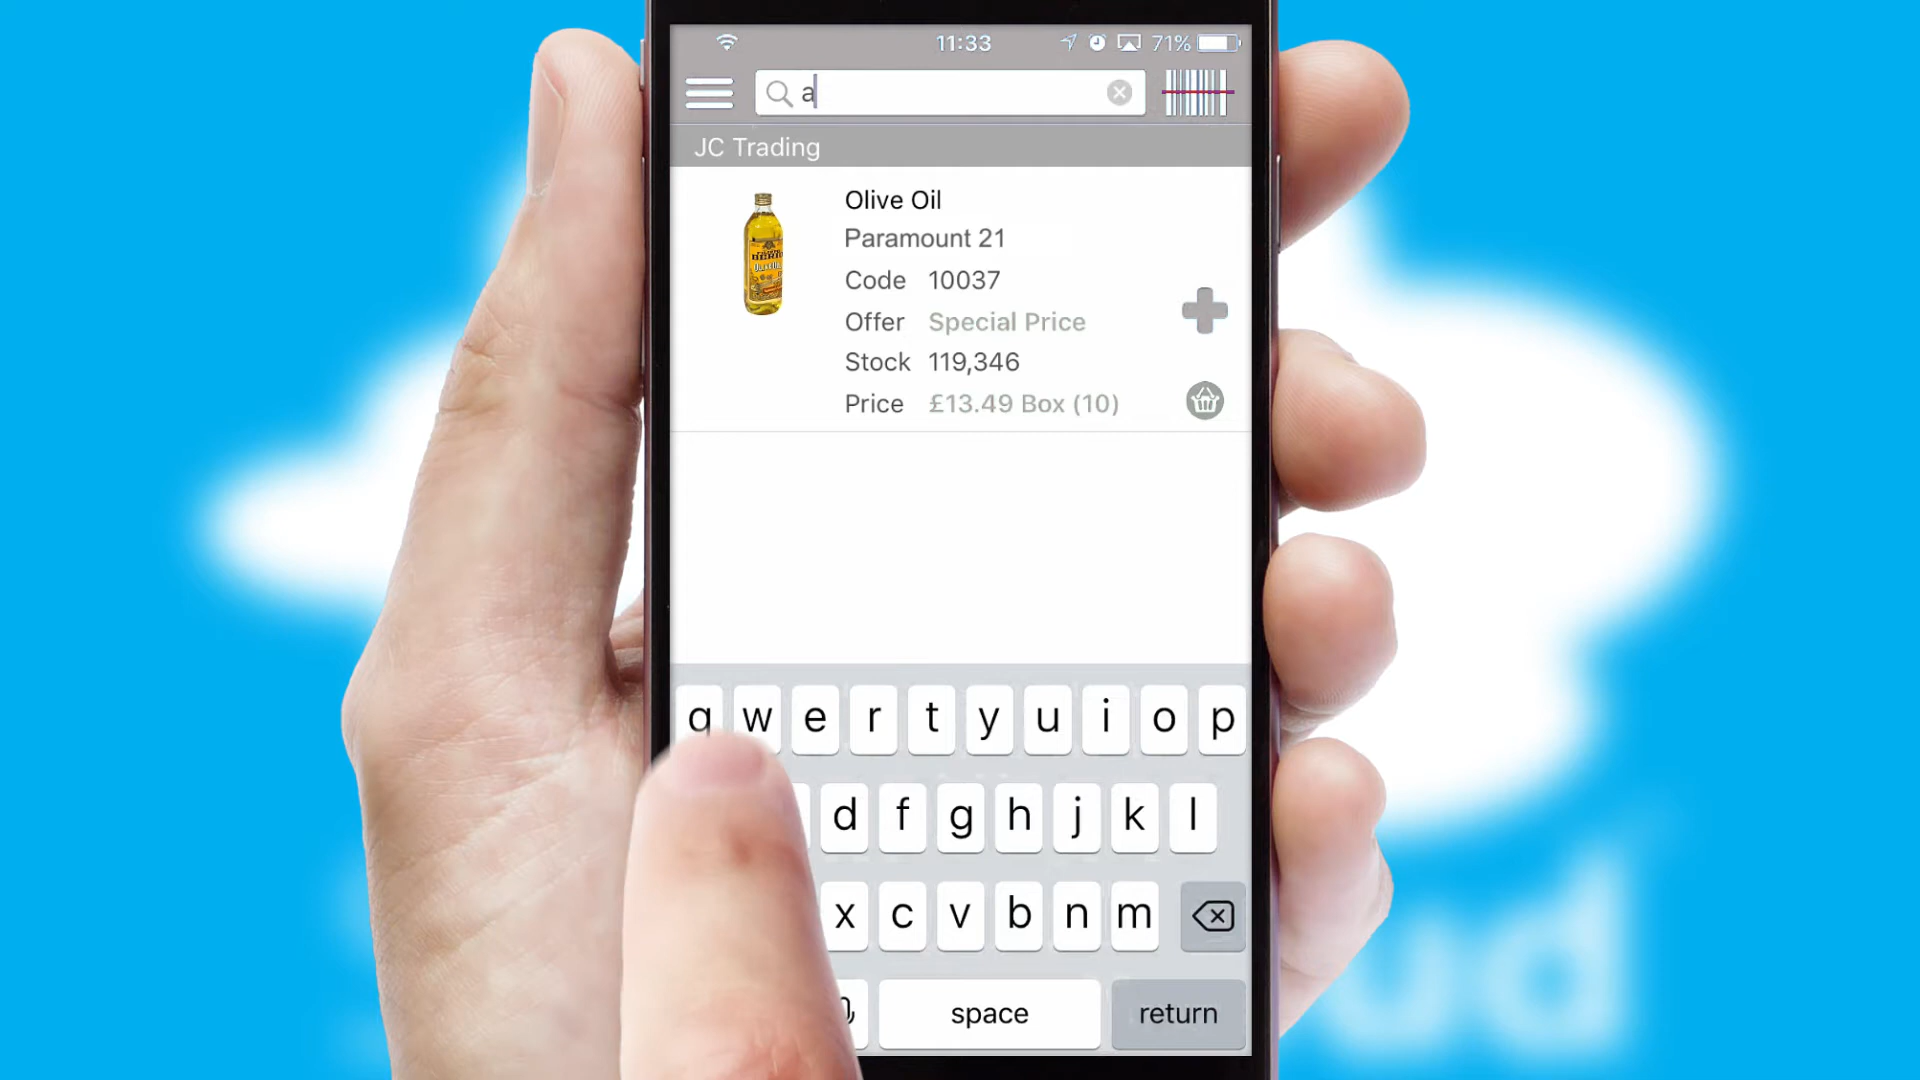 11:33
71%
a
JC Trading
Olive Oil
Paramount 21
Code 10037
Offer Special Price
Stock 119,346
Price £13.49 Box (10)
q w e r t y u i o p
d f g h j k l
x c v b n m
space return
ud